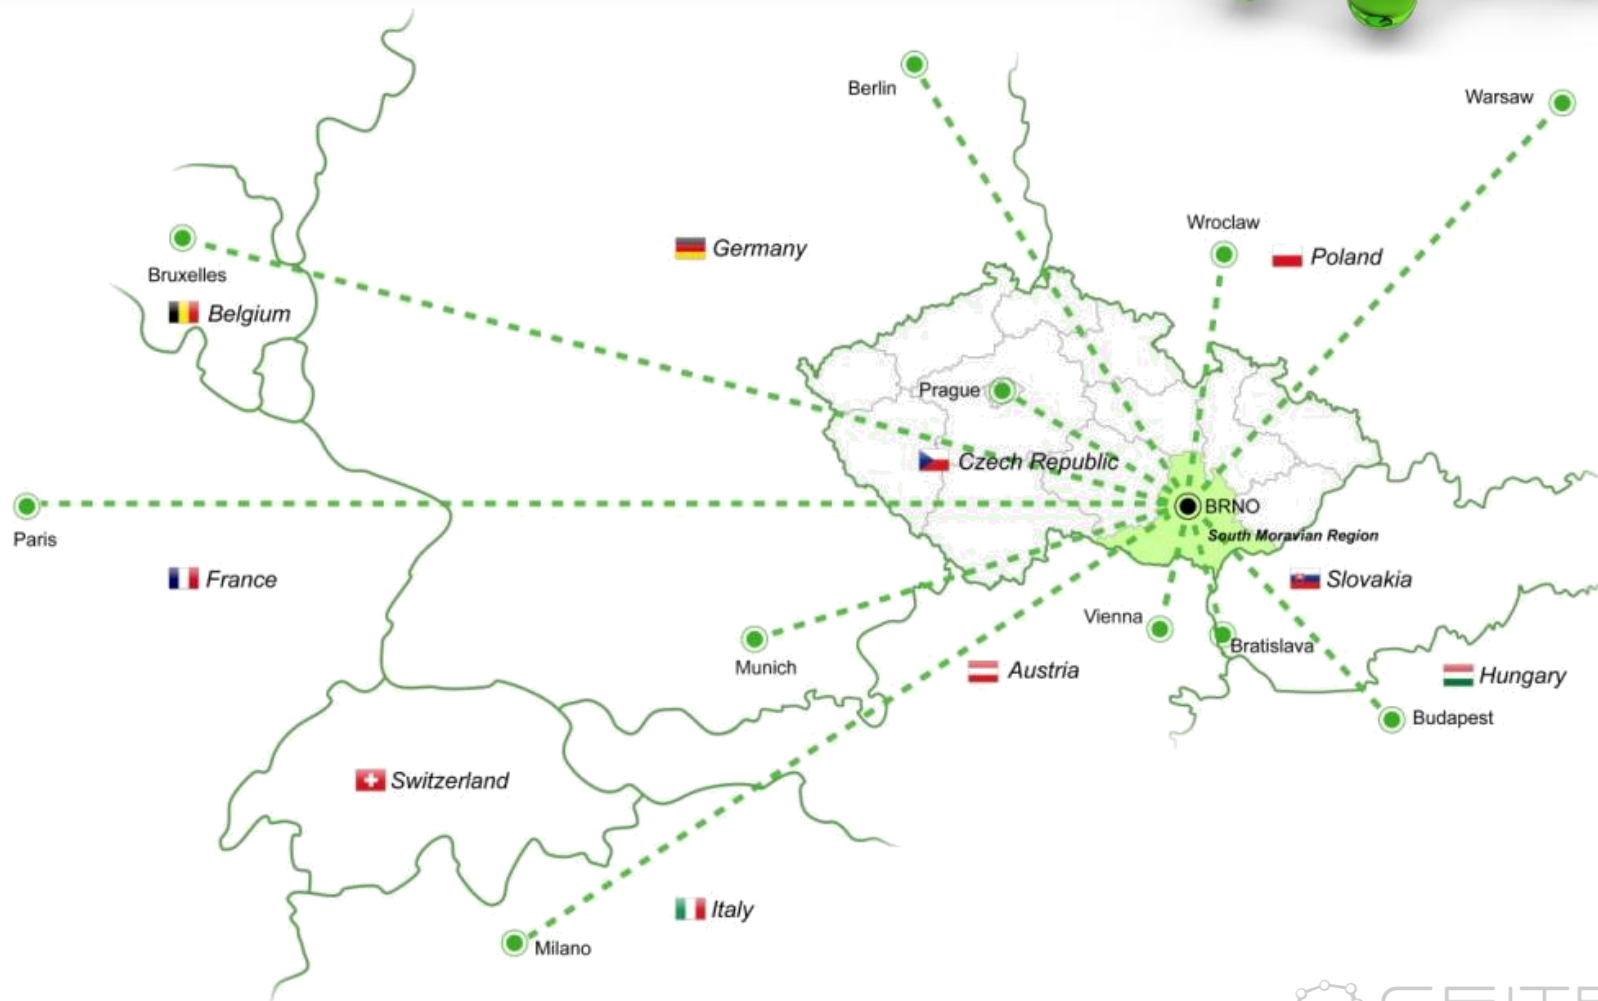 Berlin
Warsaw
Wroclaw
Germany
Poland
Bruxelles
Belgium
Prague
Czech Republic
BRNO
South Moravian Region
Paris
France
Slovakia
Vienna
Bratislava
Munich
Austria
Hungary
Budapest
Switzerland
Italy
Milano